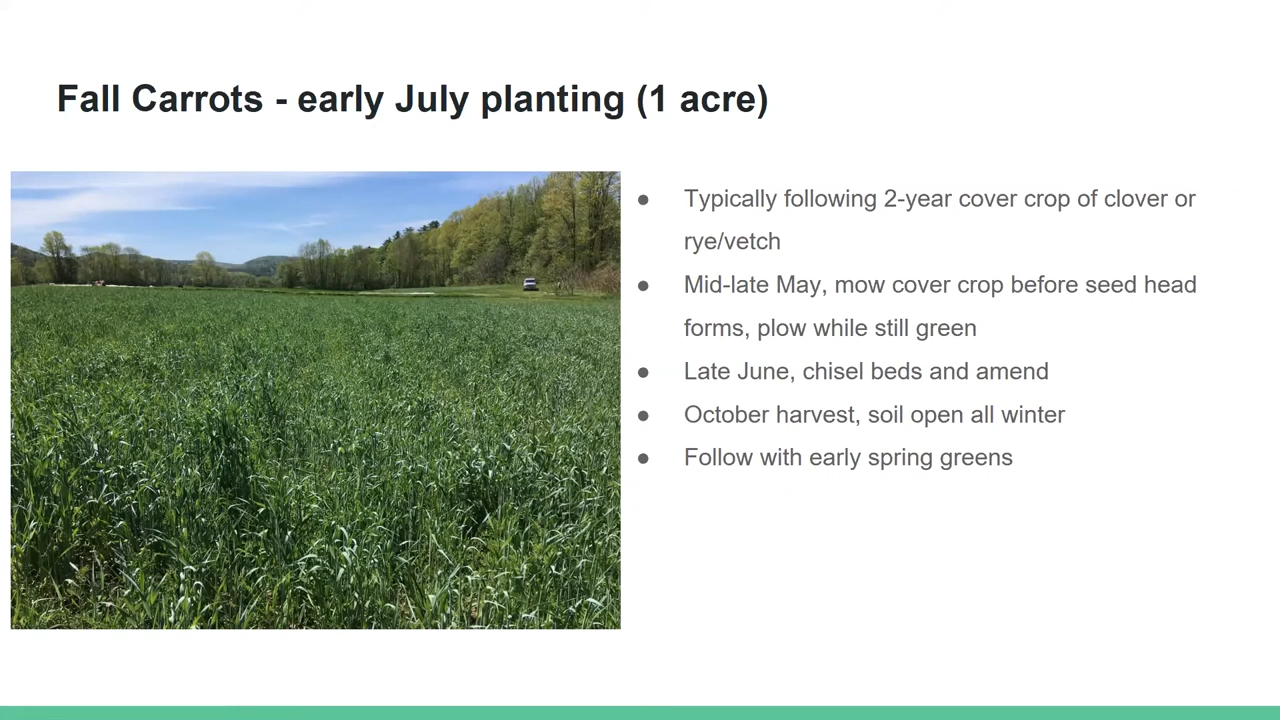 Fall Carrots - early July planting (1 acre)
● Typically following 2-year cover crop of clover or
rye/vetch
● Mid-late May, mow cover crop before seed head
forms, plow while still green
● Late June, chisel beds and amend
● October harvest, soil open all winter
● Follow with early spring greens